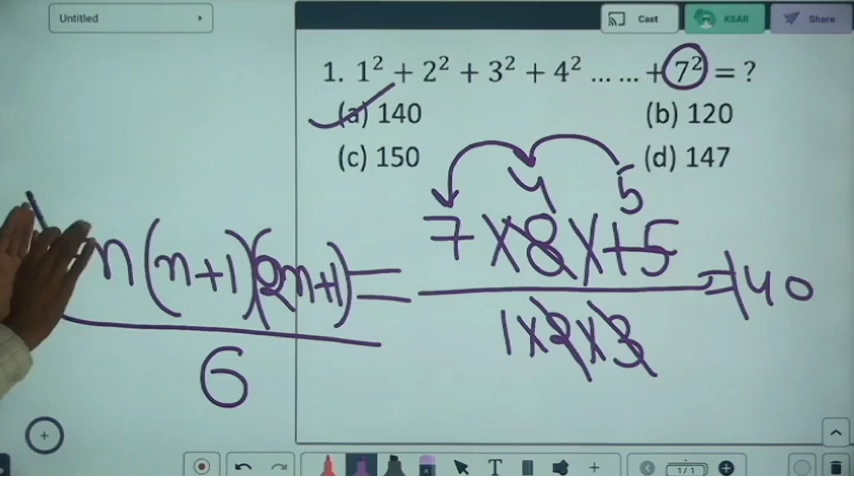 Untitled
Cast
KSAR
Share
1. 1² + 2² + 3² + 4² ... ... + 7² = ?
(a) 140
(b) 120
(c) 150
(d) 147
4 5
n(n+1)(2n+1) = 7×8×15 = 140
6 1×2×3
T
1/1